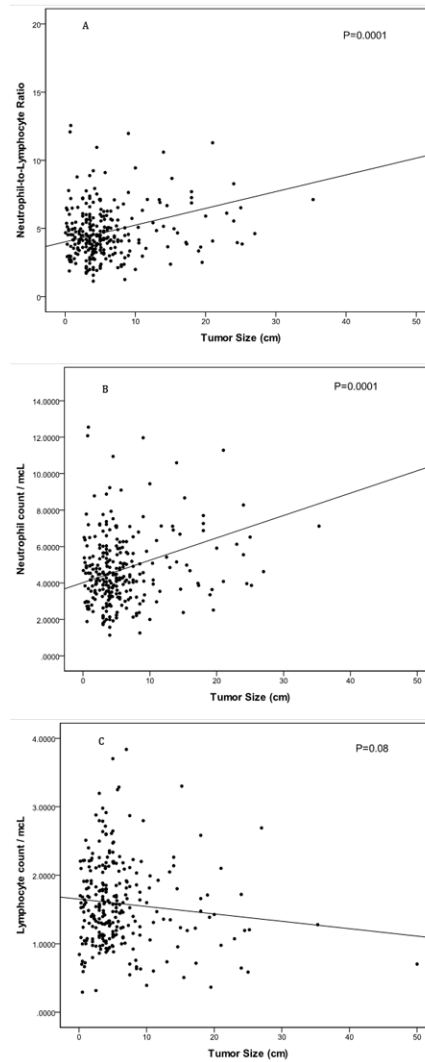 A
P=0.0001
Neutrophil-to-Lymphocyte Ratio
20
15
10
5
0
0 10 20 30 40 50
Tumor Size (cm)
B
P=0.0001
Neutrophil count / mcL
14.0000
12.0000
10.0000
8.0000
6.0000
4.0000
2.0000
.0000
0 10 20 30 40 50
Tumor Size (cm)
C
P=0.08
Lymphocyte count / mcL
4.0000
3.0000
2.0000
1.0000
.0000
0 10 20 30 40 50
Tumor Size (cm)